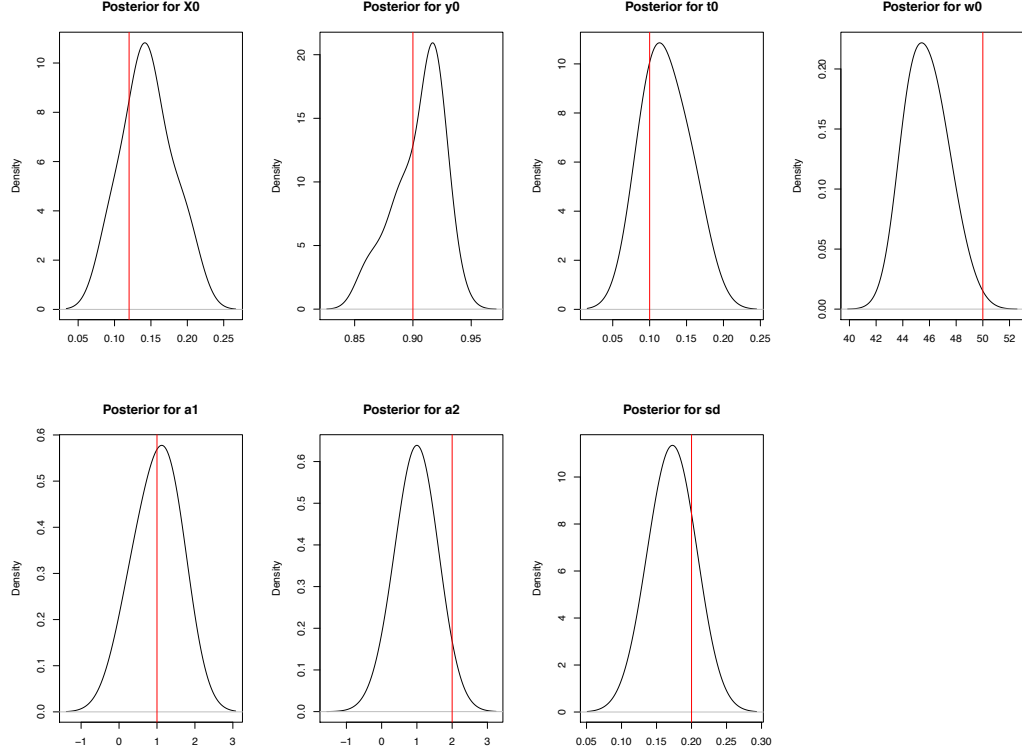 Posterior for X0
Posterior for y0
Posterior for t0
Posterior for w0
Density
0 2 4 6 8 10
0.05 0.10 0.15 0.20 0.25
Density
0 5 10 15 20
0.85 0.90 0.95
Density
0 2 4 6 8 10
0.05 0.10 0.15 0.20 0.25
Density
0.00 0.05 0.10 0.15 0.20
40 42 44 46 48 50 52
Posterior for a1
Posterior for a2
Posterior for sd
Density
0.0 0.1 0.2 0.3 0.4 0.5 0.6
−1 0 1 2 3
Density
0.0 0.1 0.2 0.3 0.4 0.5 0.6
−1 0 1 2 3
Density
0 2 4 6 8 10
0.05 0.10 0.15 0.20 0.25 0.30